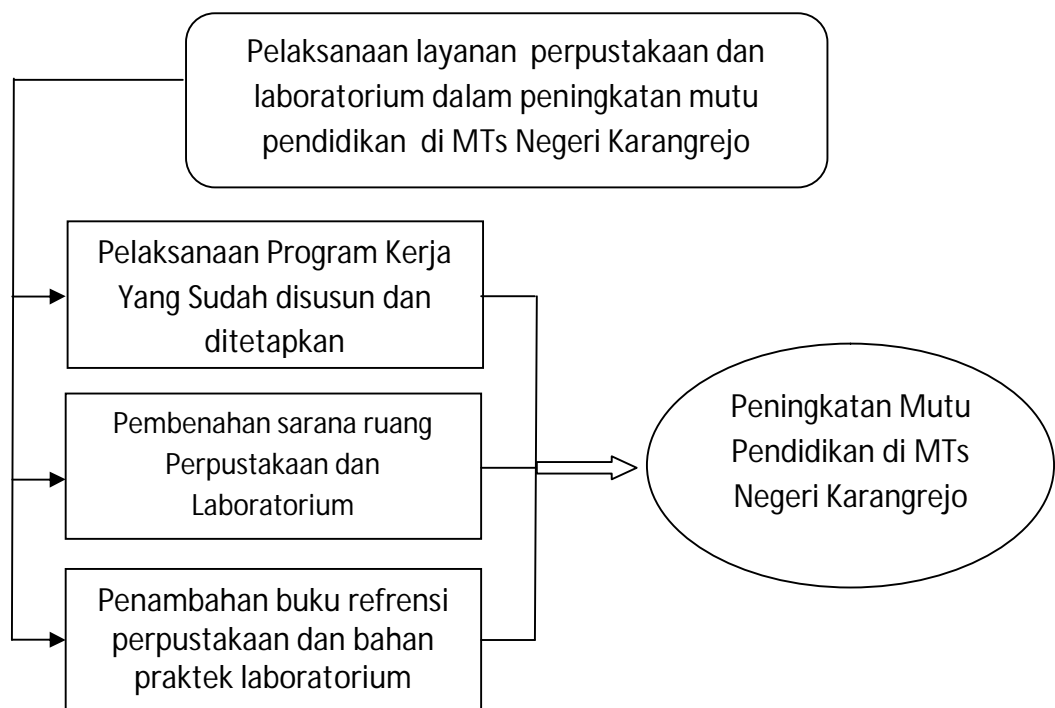 Pelaksanaan layanan perpustakaan dan
laboratorium dalam peningkatan mutu
pendidikan di MTs Negeri Karangrejo
Pelaksanaan Program Kerja
Yang Sudah disusun dan
ditetapkan
Pembenahan sarana ruang
Perpustakaan dan
Laboratorium
Penambahan buku refrensi
perpustakaan dan bahan
praktek laboratorium
Peningkatan Mutu
Pendidikan di MTs
Negeri Karangrejo